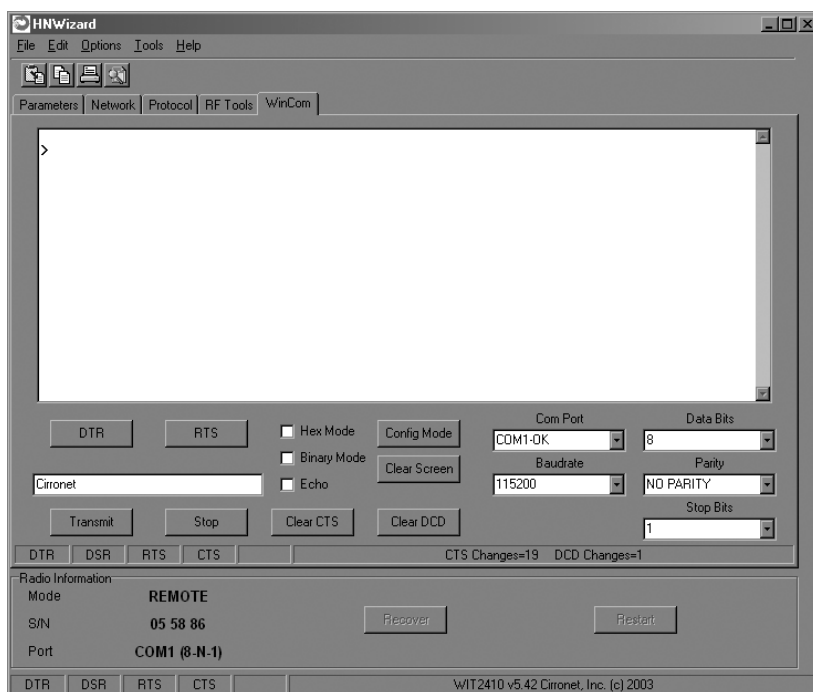 HNWizard
File Edit Options Tools Help
Parameters Network Protocol RF Tools WinCom
>
DTR RTS
Hex Mode
Binary Mode
Echo
Config Mode
Clear Screen
Com Port
COM1-OK
Baudrate
115200
Data Bits
8
Parity
NO PARITY
Stop Bits
1
Cirronet
Transmit Stop Clear CTS Clear DCD
DTR DSR RTS CTS CTS Changes=19 DCD Changes=1
Radio Information
Mode REMOTE
S/N 05 58 86
Port COM1 (8-N-1)
Recover Restart
DTR DSR RTS CTS WIT2410 v5.42 Cirronet, Inc. (c) 2003